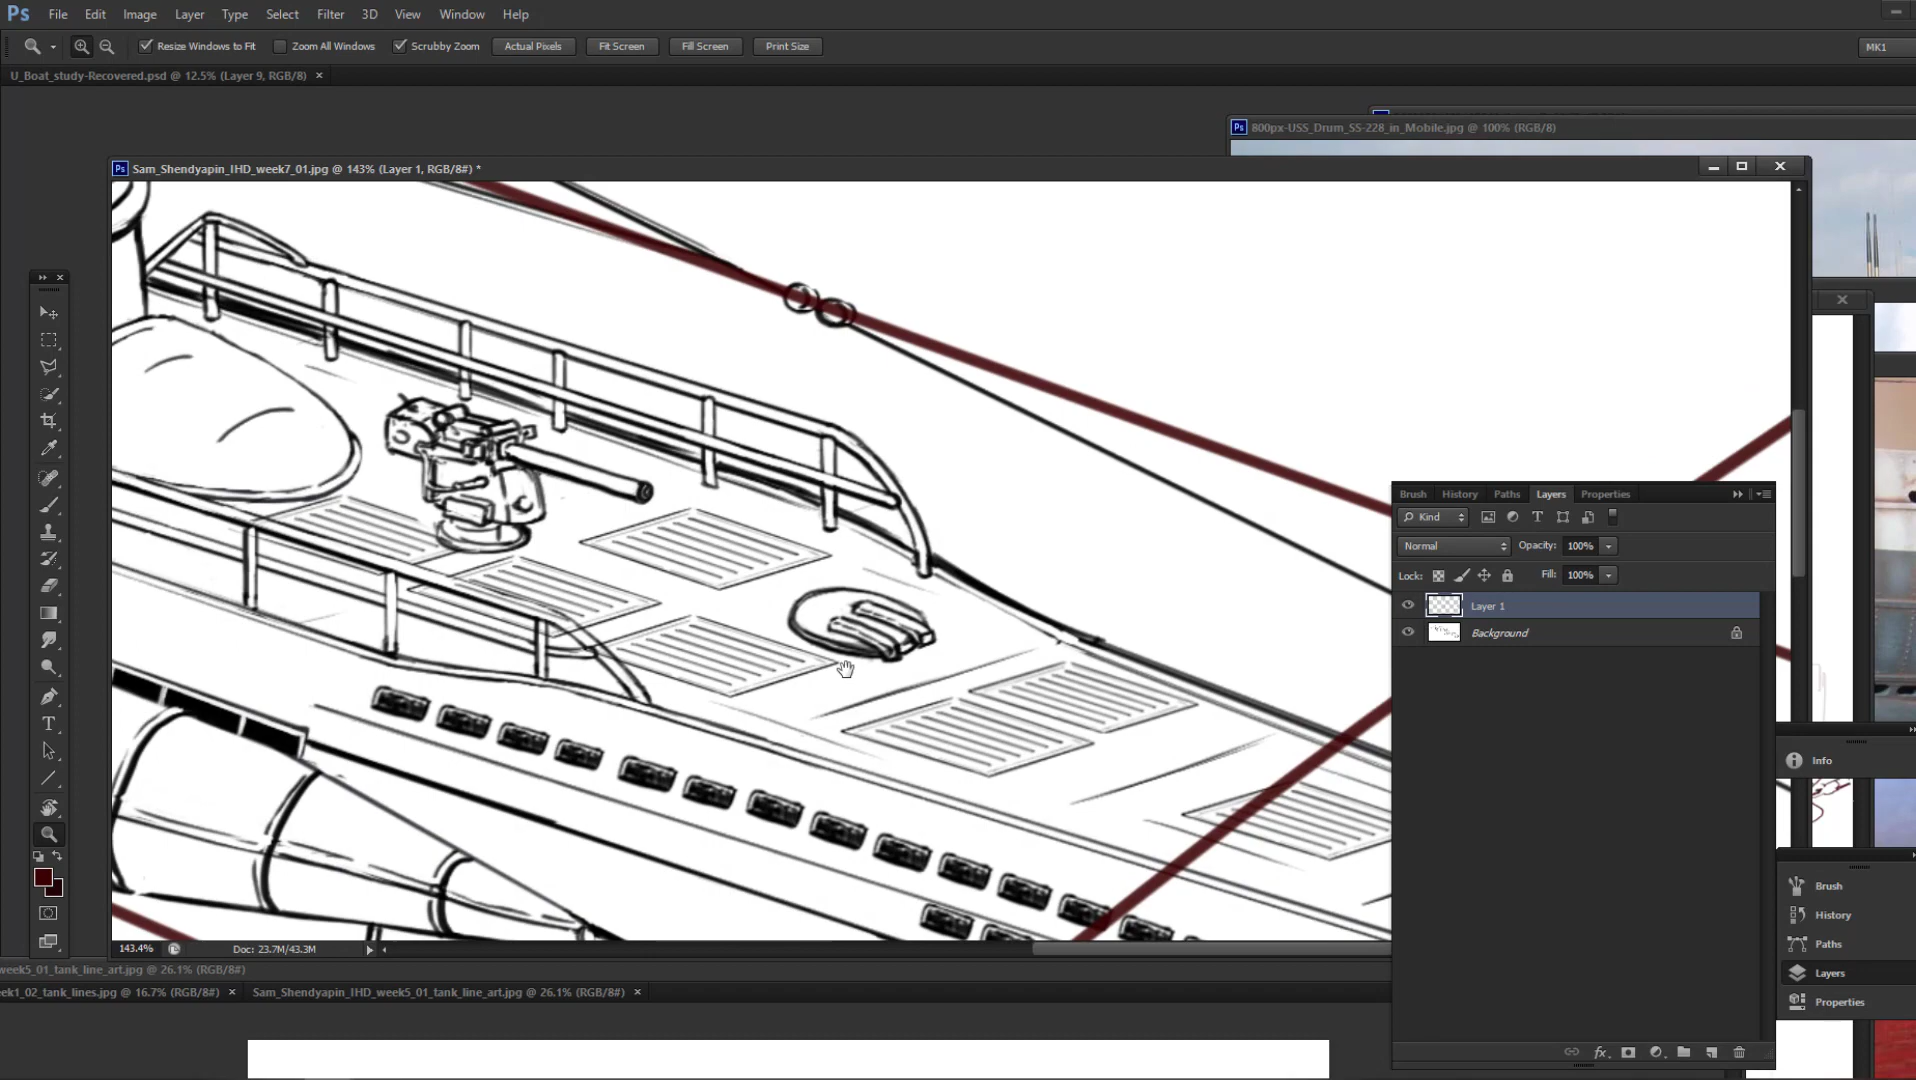 Ps File Edit Image Layer Type Select Filter 3D View Window Help
Resize Windows to Fit Zoom All Windows Scrubby Zoom Actual Pixels Fit Screen Fill Screen Print Size MK1
U_Boat_study-Recovered.psd @ 12.5% (Layer 9, RGB/8) ×
Ps 800px-USS_Drum_SS-228_in_Mobile.jpg @ 100% (RGB/8)
Ps Sam_Shendyapin_IHD_week7_01.jpg @ 143% (Layer 1, RGB/8#) *
Brush History Paths Layers Properties
Kind
Normal Opacity: 100%
Lock: Fill: 100%
Layer 1
Background
Info
Brush
History
Paths
Layers
Properties
143.4% Doc: 23.7M/43.3M
week5_01_tank_line_art.jpg @ 26.1% (RGB/8#)
ek1_02_tank_lines.jpg @ 16.7% (RGB/8#) × Sam_Shendyapin_IHD_week5_01_tank_line_art.jpg @ 26.1% (RGB/8#) ×